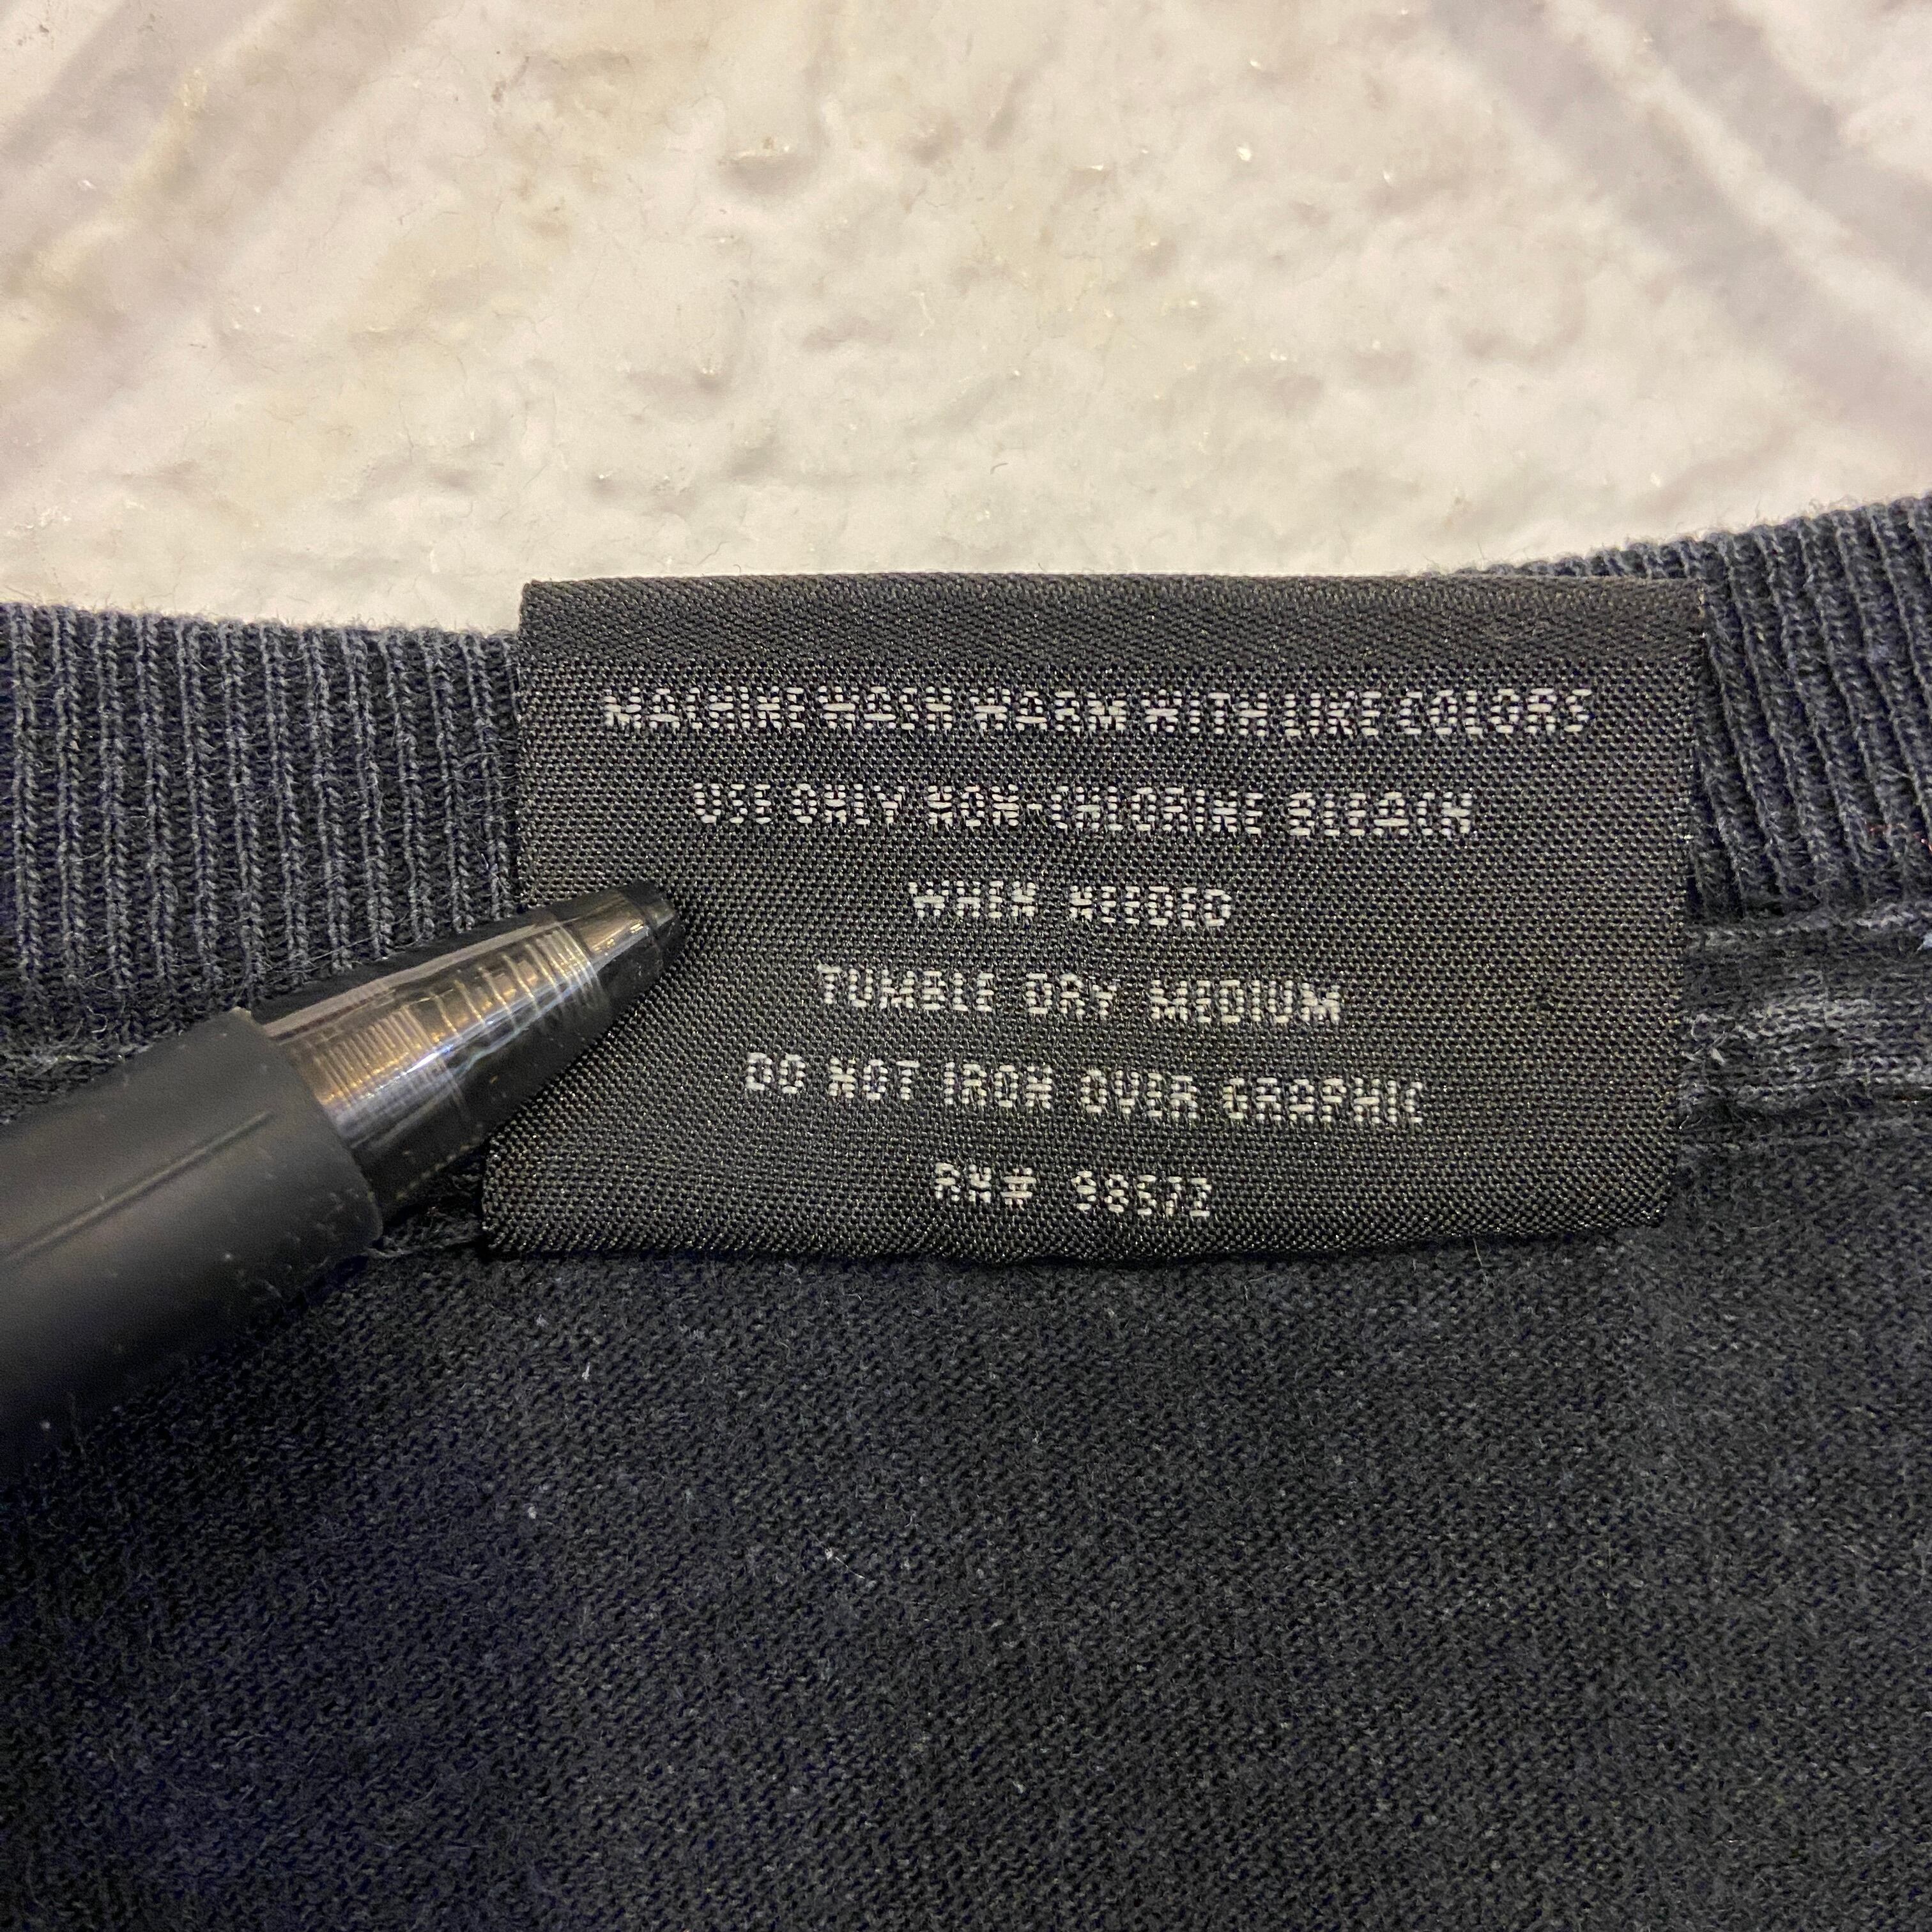 MACHINE WASH WARM WITH LIKE COLORS
USE ONLY NON-CHLORINE BLEACH
WHEN NEEDED
TUMBLE DRY MEDIUM
DO NOT IRON OVER GRAPHIC
RN# 98572